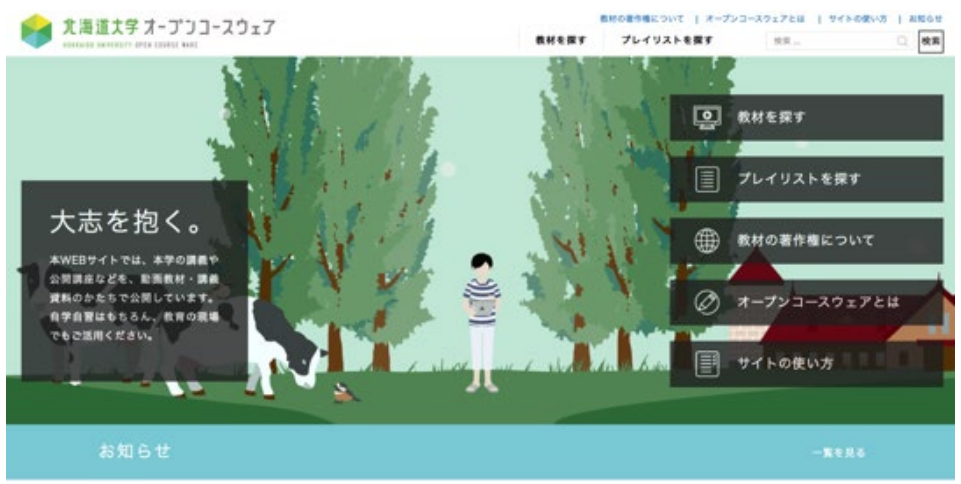 北海道大学 オープンコースウェア
HOKKAIDO UNIVERSITY OPEN COURSE WARE
教材の著作権について | オープンコースウェアとは | サイトの使い方 | お知らせ
教材を探す プレイリストを探す 検索 ... 検索
大志を抱く。
本WEBサイトでは、本学の講義や
公開講座などを、動画教材・講義
資料のかたちで公開しています。
自学自習はもちろん、教育の現場
でもご活用ください。
教材を探す
プレイリストを探す
教材の著作権について
オープンコースウェアとは
サイトの使い方
お知らせ 一覧を見る